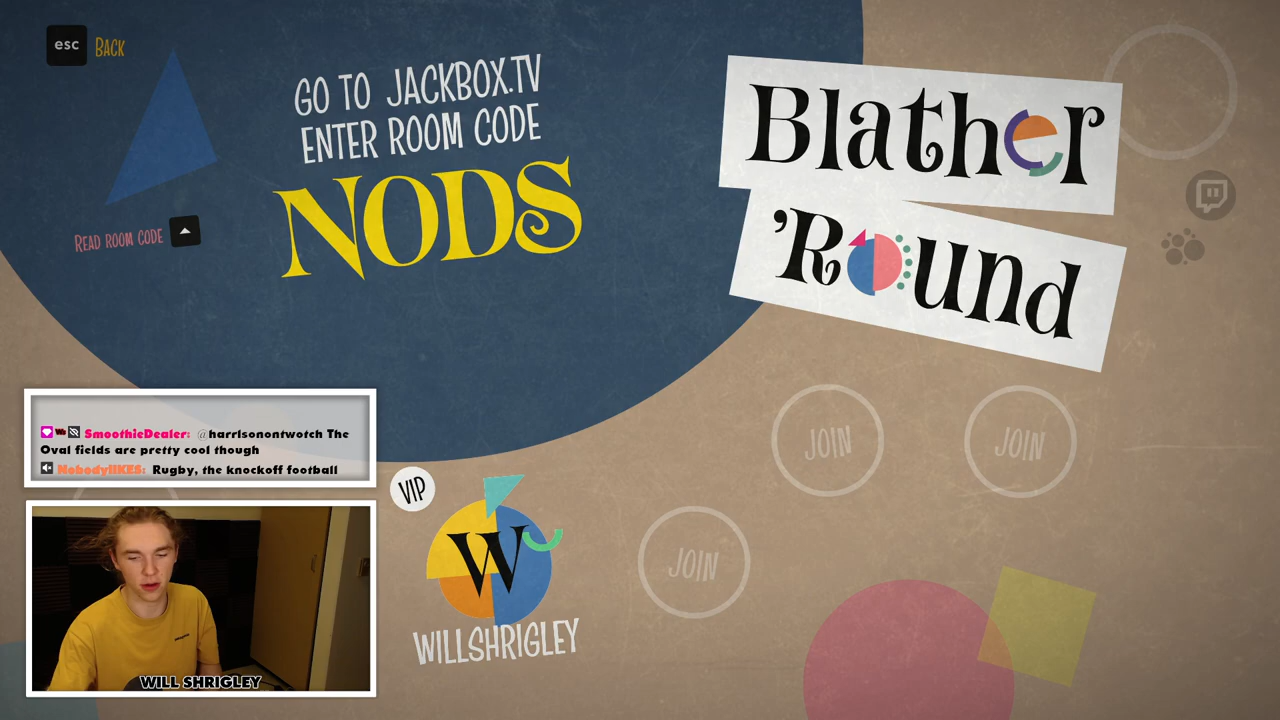 esc Back
GO TO JACKBOX.TV
ENTER ROOM CODE
NODS
READ ROOM CODE
Blather
'Round
SmoothieDealer: @harrisonontwotch The
Oval fields are pretty cool though
NobodyliKES: Rugby, the knockoff football
VIP
W
WILLSHRIGLEY
JOIN
JOIN
JOIN
WILL SHRIGLEY